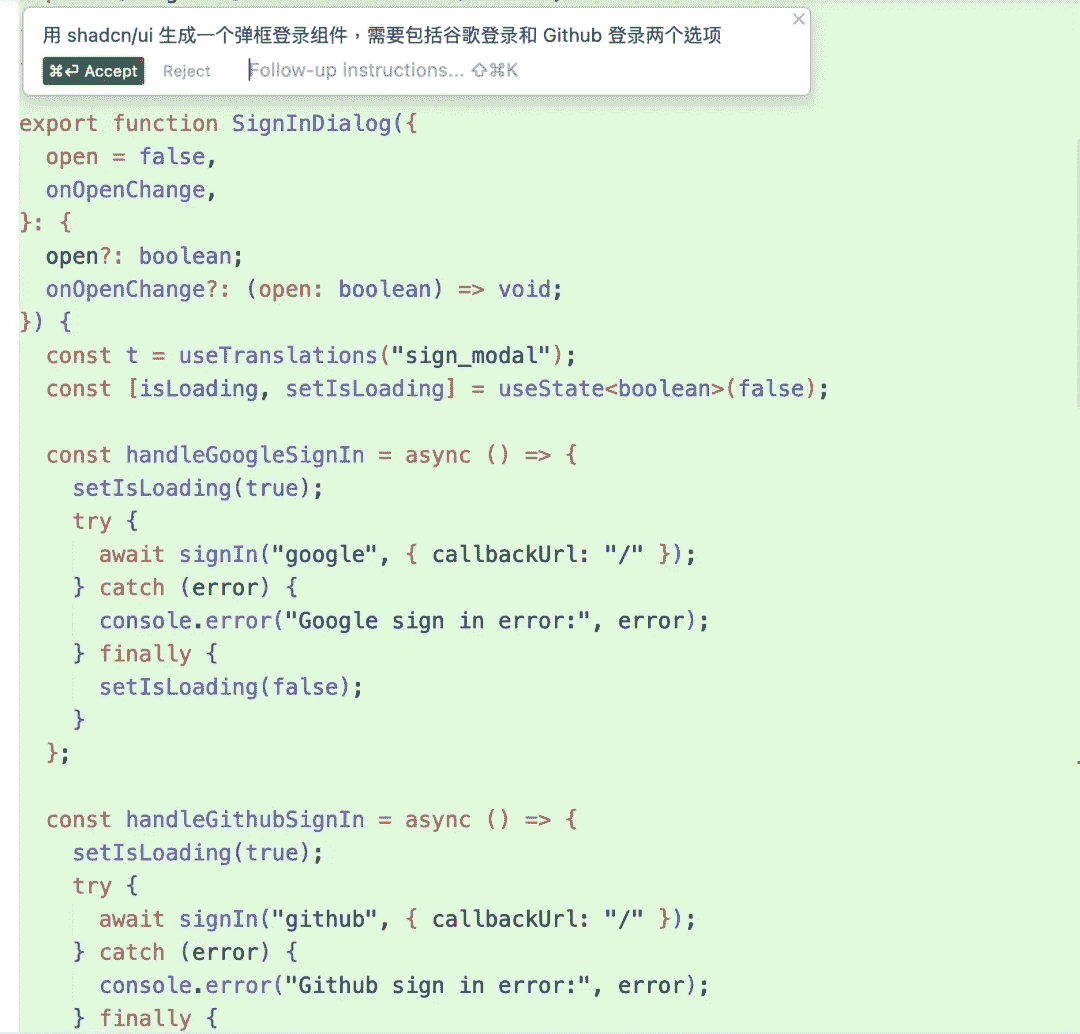 用 shadcn/ui 生成一个弹框登录组件，需要包括谷歌登录和 Github 登录两个选项
⌘⏎ Accept Reject Follow-up instructions... ⇧⌘K
export function SignInDialog({
  open = false,
  onOpenChange,
}: {
  open?: boolean;
  onOpenChange?: (open: boolean) => void;
}) {
  const t = useTranslations("sign_modal");
  const [isLoading, setIsLoading] = useState<boolean>(false);
  const handleGoogleSignIn = async () => {
    setIsLoading(true);
    try {
      await signIn("google", { callbackUrl: "/" });
    } catch (error) {
      console.error("Google sign in error:", error);
    } finally {
      setIsLoading(false);
    }
  };
  const handleGithubSignIn = async () => {
    setIsLoading(true);
    try {
      await signIn("github", { callbackUrl: "/" });
    } catch (error) {
      console.error("Github sign in error:", error);
    } finally {